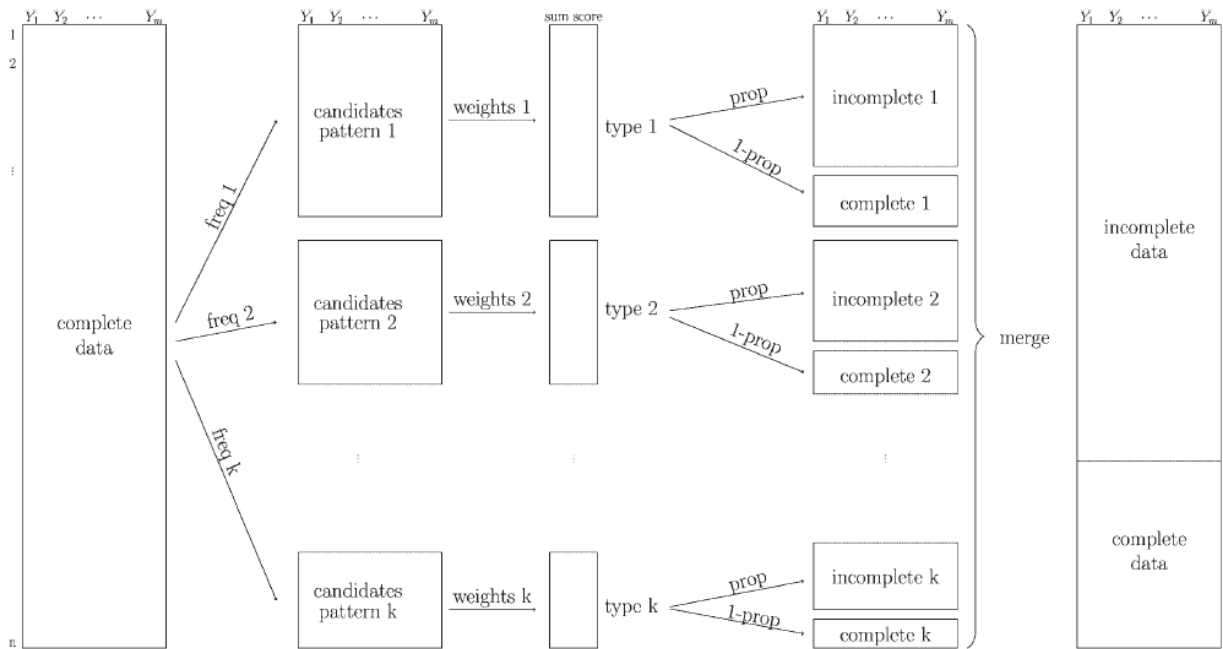 Y₁ Y₂ ⋯ Yₘ
1
2
⋮
n
complete
data
freq 1
freq 2
freq k
Y₁ Y₂ ⋯ Yₘ
candidates
pattern 1
candidates
pattern 2
⋮
candidates
pattern k
weights 1
weights 2
weights k
sum score
⋮
type 1
type 2
type k
prop
1-prop
prop
1-prop
prop
1-prop
Y₁ Y₂ ⋯ Yₘ
incomplete 1
complete 1
incomplete 2
complete 2
⋮
incomplete k
complete k
merge
Y₁ Y₂ ⋯ Yₘ
incomplete
data
complete
data